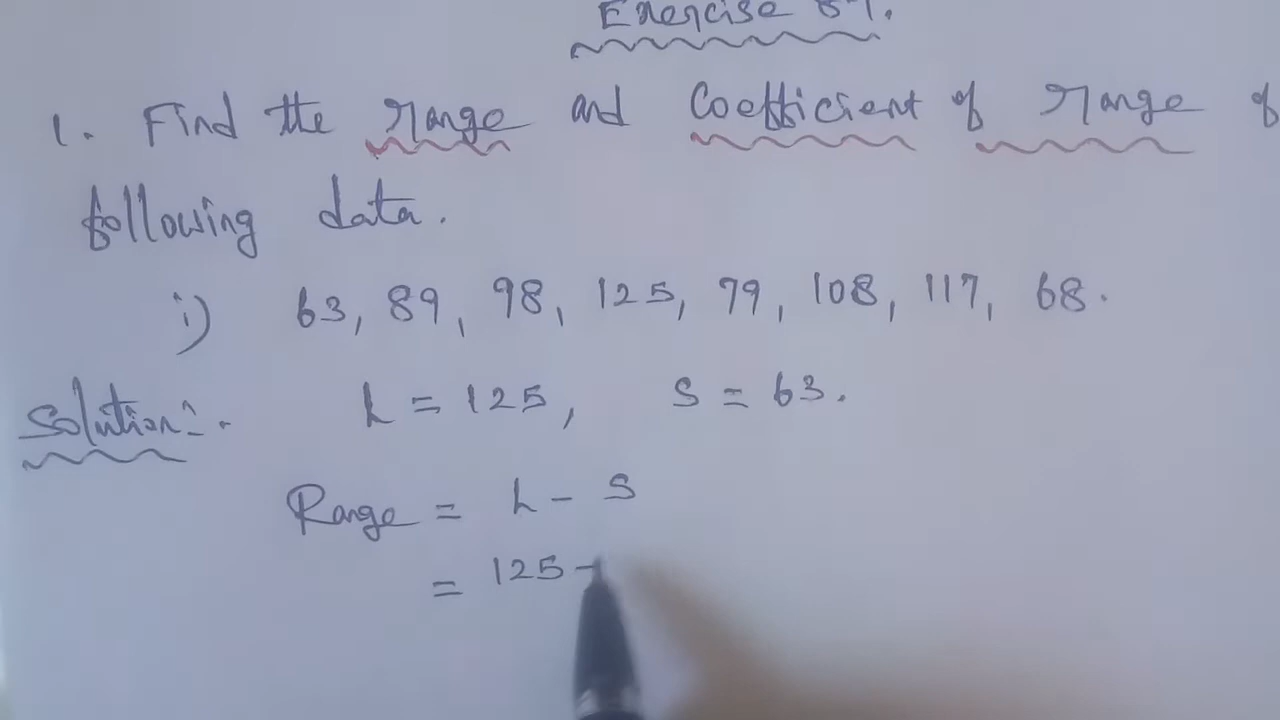 Exercise 8.1.
1. Find the range and Coefficient of range of
following data.
i) 63, 89, 98, 125, 79, 108, 117, 68.
Solution:- L = 125, S = 63.
Range = L - S
= 125 -